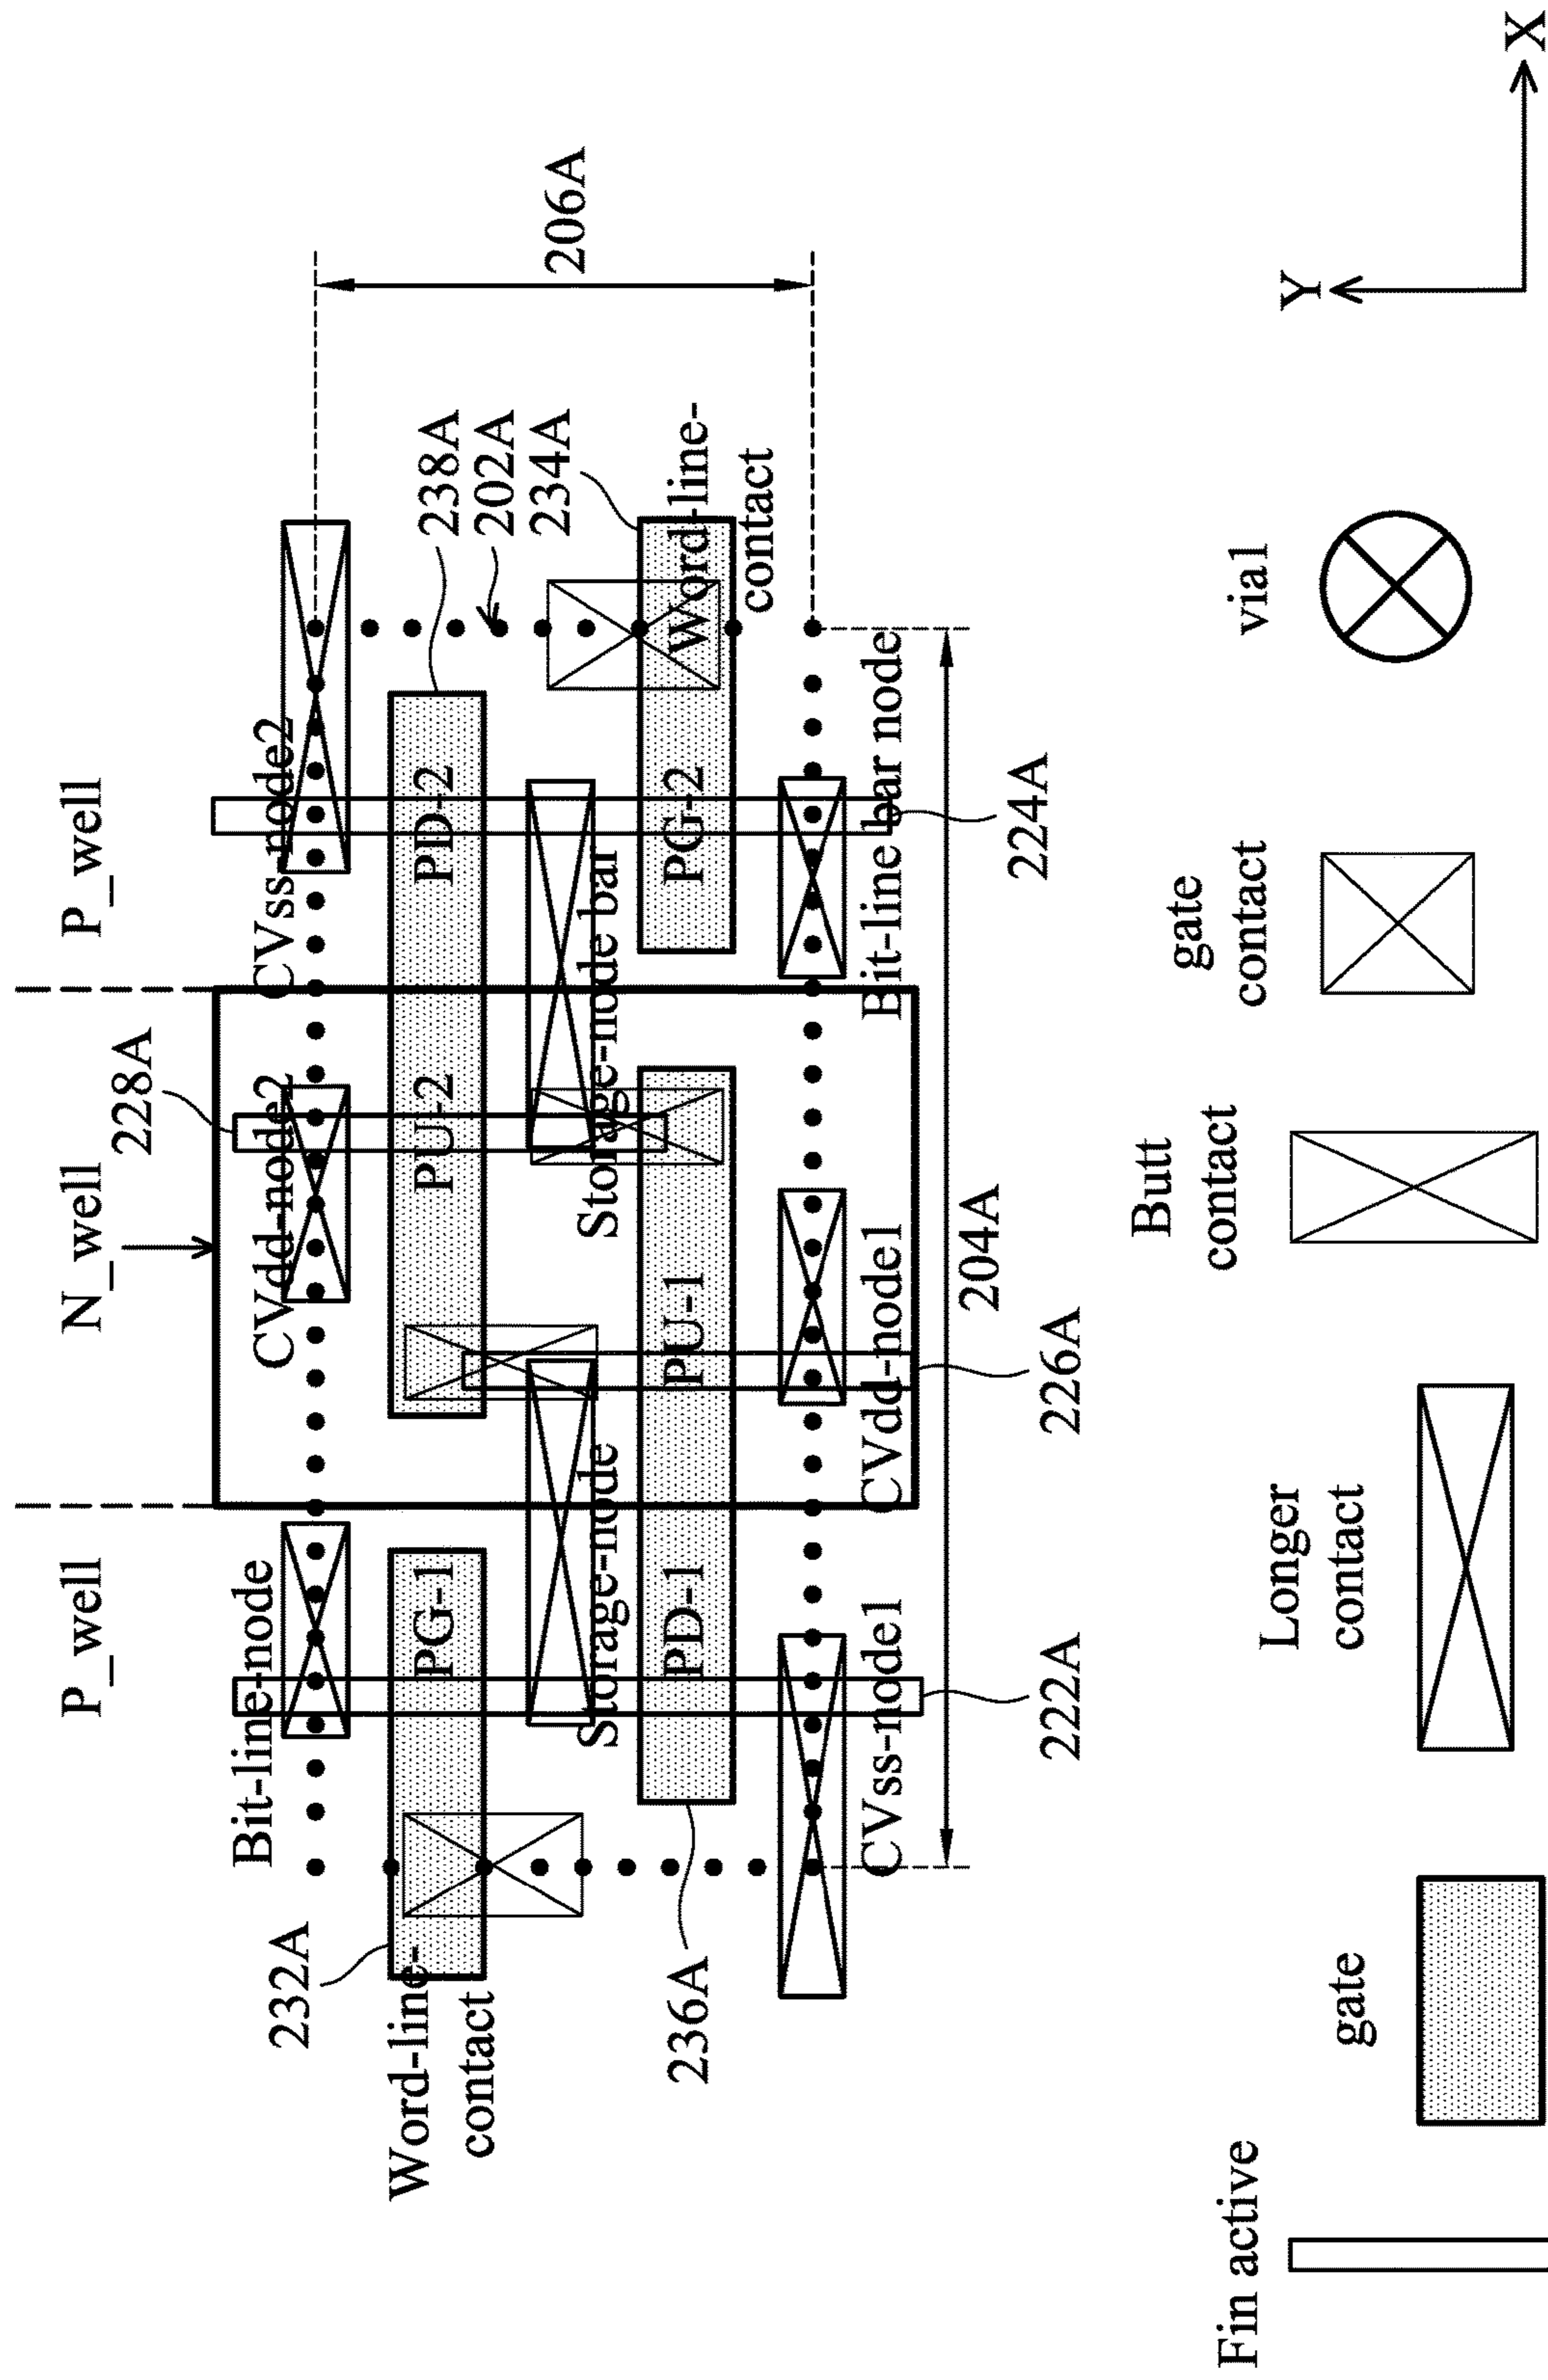 P_well
N_well
P_well
228A
Bit-line-node
CVdd-node2
CVss-node2
232A
206A
Word-line-
contact
PG-1
PU-2
PD-2
238A
202A
234A
Storage-node
Storage-node bar
236A
PD-1
PU-1
PG-2
Word-line-
contact
CVss-node1
CVdd-node1
Bit-line bar node
204A
222A
226A
224A
Fin active
gate
Longer
contact
Butt
contact
gate
contact
via1
Y
X